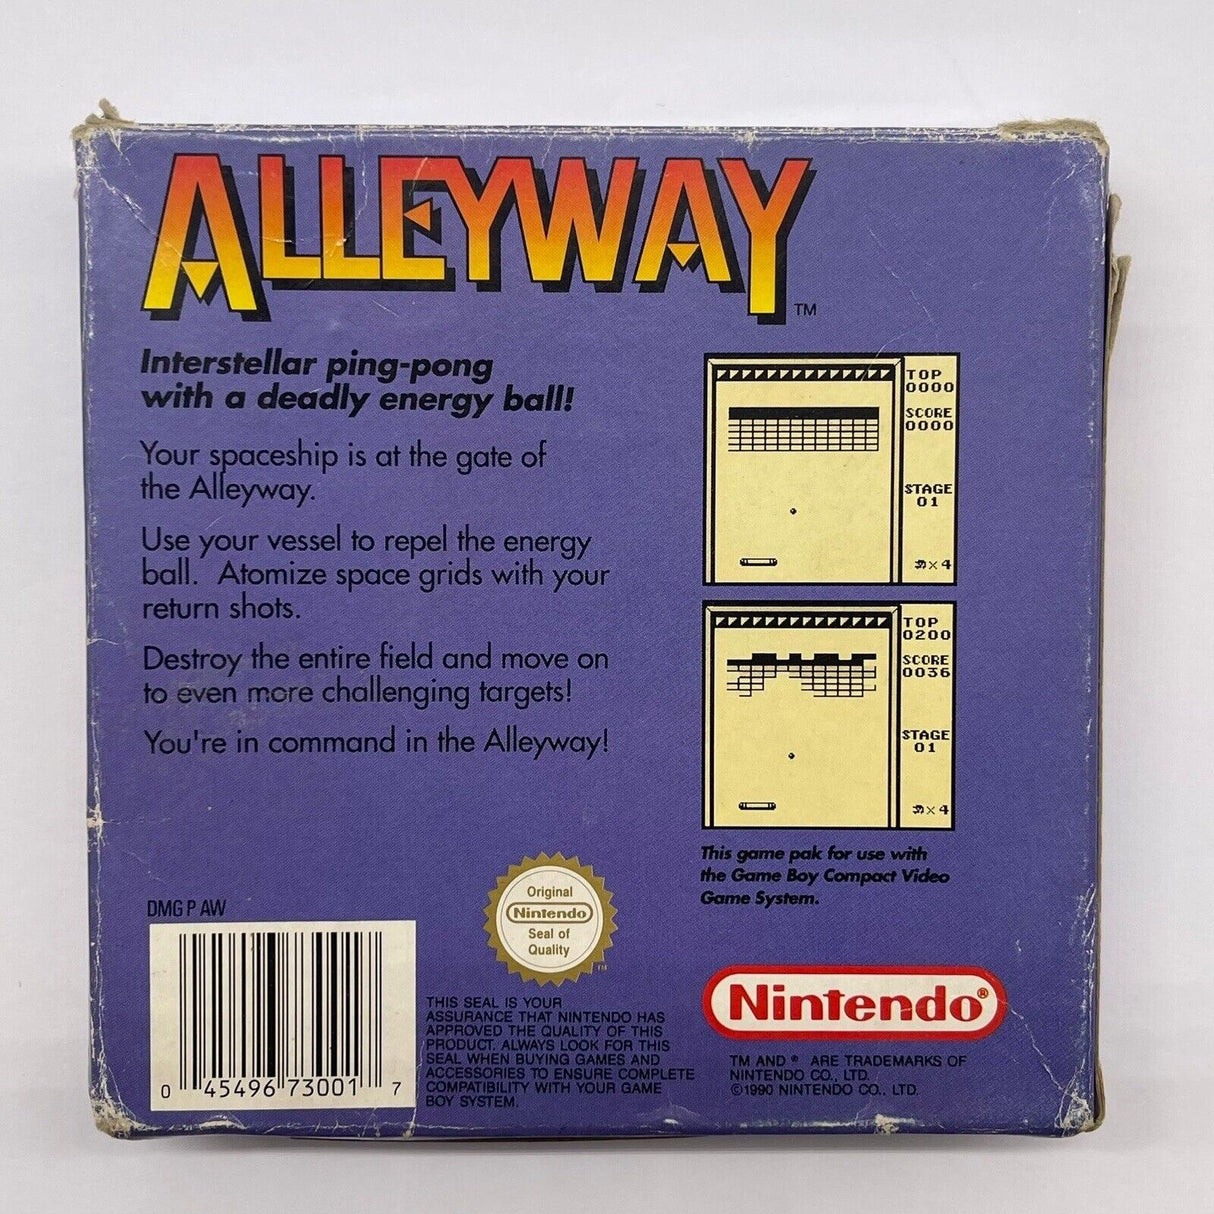 ALLEYWAY™
Interstellar ping-pong
with a deadly energy ball!
Your spaceship is at the gate of
the Alleyway.
Use your vessel to repel the energy
ball. Atomize space grids with your
return shots.
Destroy the entire field and move on
to even more challenging targets!
You're in command in the Alleyway!
TOP
0000
SCORE
0000
STAGE
01
×4
TOP
0200
SCORE
0036
STAGE
01
×4
This game pak for use with
the Game Boy Compact Video
Game System.
DMG P AW
0 45496 73001 7
Original
Nintendo
Seal of
Quality
TM
THIS SEAL IS YOUR
ASSURANCE THAT NINTENDO HAS
APPROVED THE QUALITY OF THIS
PRODUCT. ALWAYS LOOK FOR THIS
SEAL WHEN BUYING GAMES AND
ACCESSORIES TO ENSURE COMPLETE
COMPATIBILITY WITH YOUR GAME
BOY SYSTEM.
Nintendo®
TM AND ® ARE TRADEMARKS OF
NINTENDO CO., LTD.
©1990 NINTENDO CO., LTD.